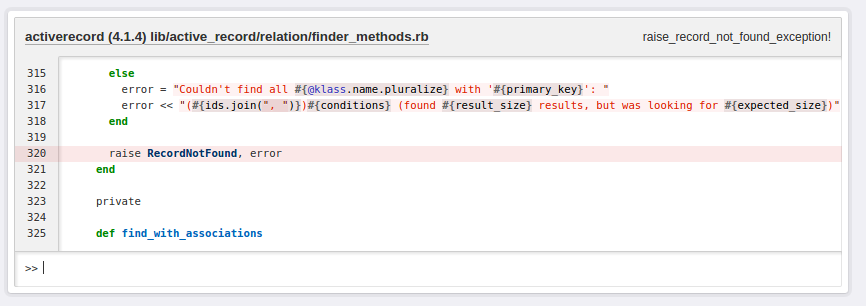 activerecord (4.1.4) lib/active_record/relation/finder_methods.rb raise_record_not_found_exception!
315 else
316 error = "Couldn't find all #{@klass.name.pluralize} with '#{primary_key}': "
317 error << "(#{ids.join(", ")})#{conditions} (found #{result_size} results, but was looking for #{expected_size})"
318 end
319
320 raise RecordNotFound, error
321 end
322
323 private
324
325 def find_with_associations
>>